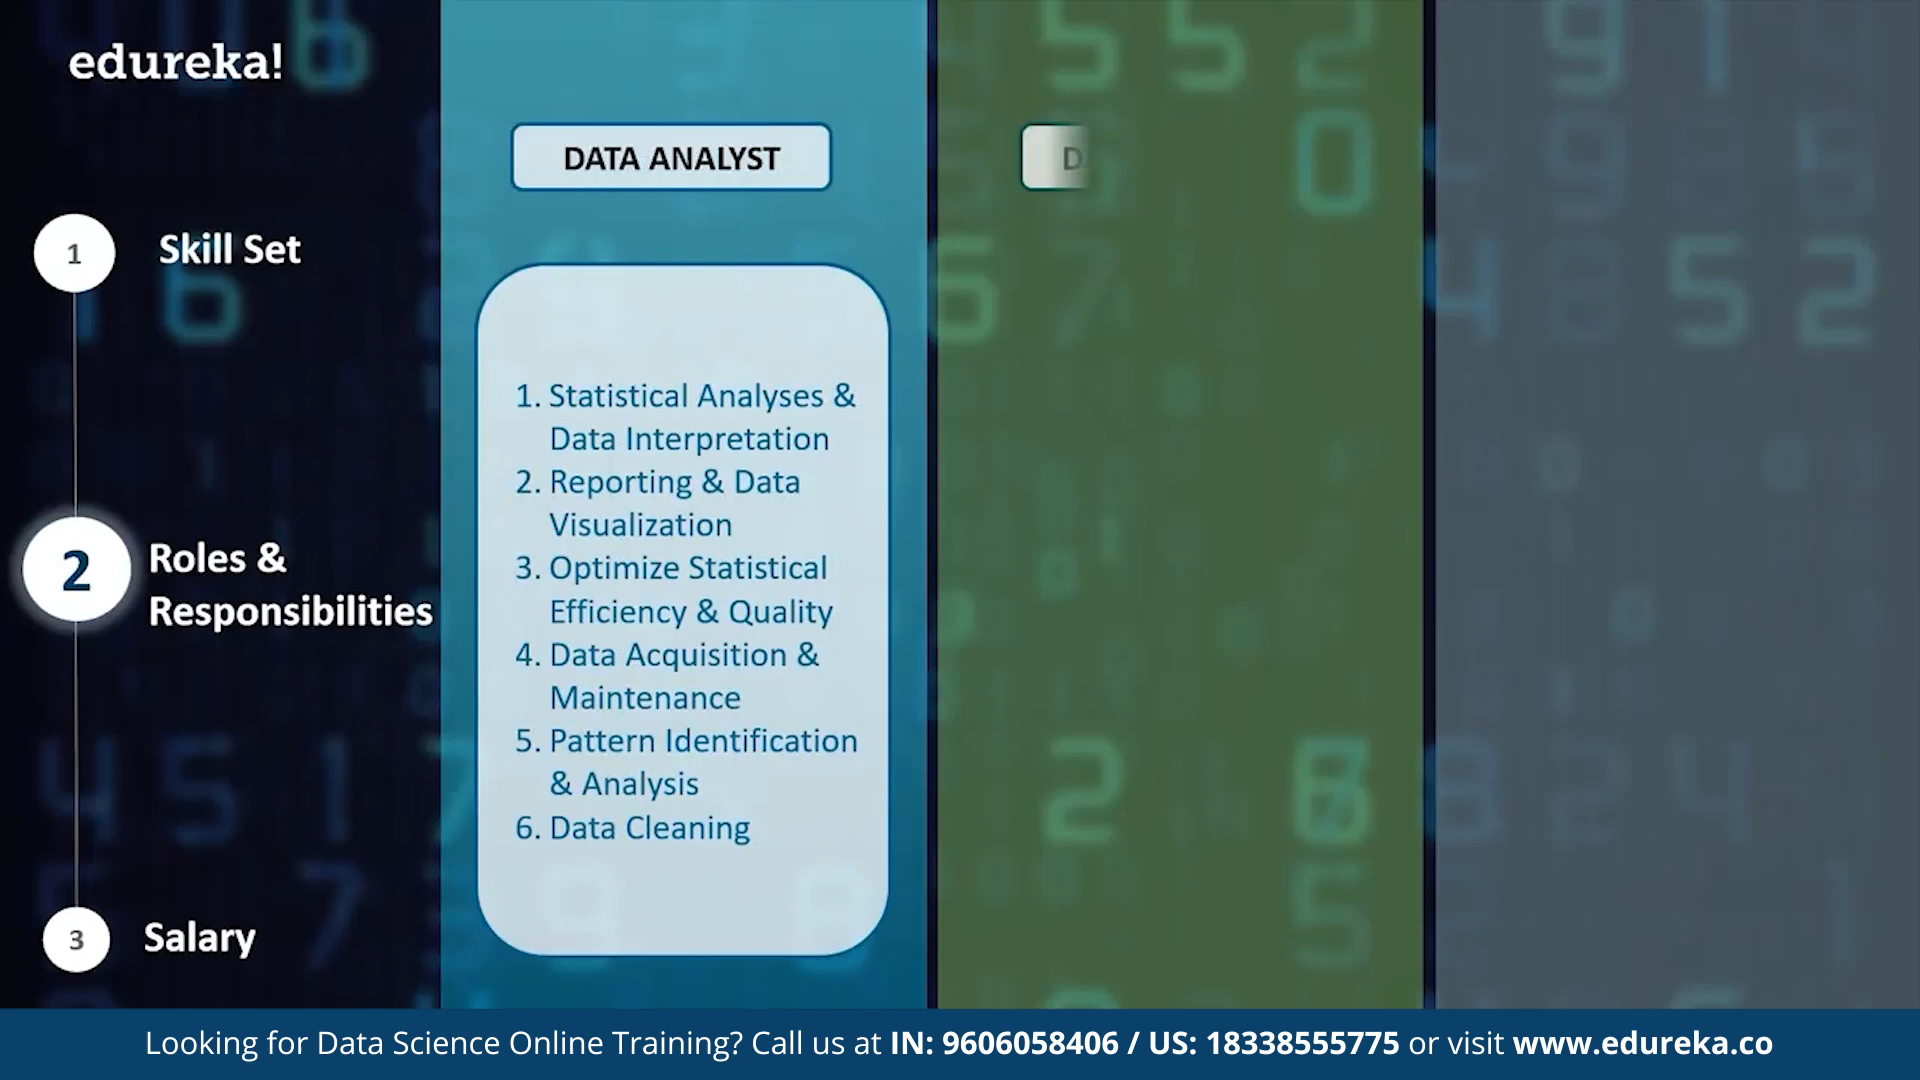 edureka!
DATA ANALYST
D
1 Skill Set
2 Roles &
Responsibilities
3 Salary
1. Statistical Analyses &
Data Interpretation
2. Reporting & Data
Visualization
3. Optimize Statistical
Efficiency & Quality
4. Data Acquisition &
Maintenance
5. Pattern Identification
& Analysis
6. Data Cleaning
Looking for Data Science Online Training? Call us at IN: 9606058406 / US: 18338555775 or visit www.edureka.co